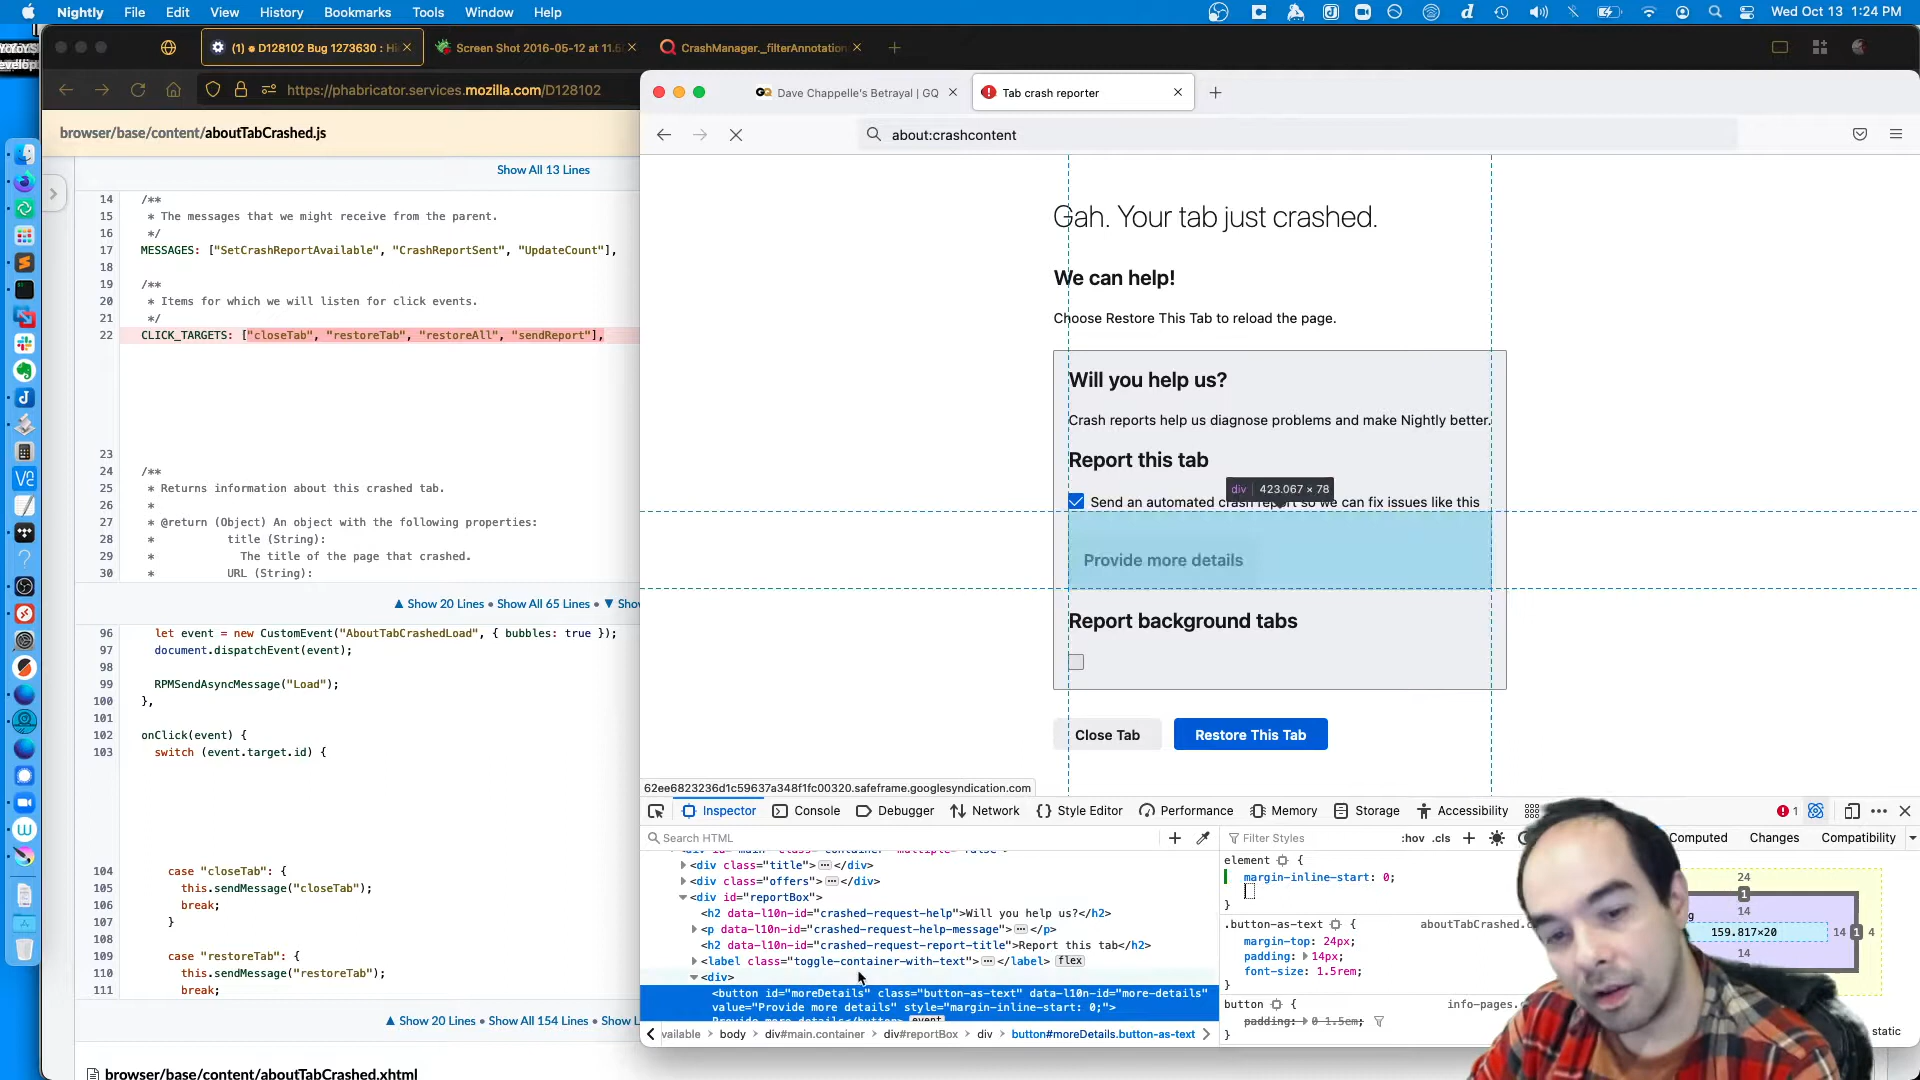 Nightly File Edit View History Bookmarks Tools Window Help
Wed Oct 13 1:24 PM
(1) ● D128102 Bug 1273630 : Hi
Screen Shot 2016-05-12 at 11.5
CrashManager._filterAnnotation
https://phabricator.services.mozilla.com/D128102
browser/base/content/aboutTabCrashed.js
Show All 13 Lines
14 /**
15 * The messages that we might receive from the parent.
16 */
17 MESSAGES: ["SetCrashReportAvailable", "CrashReportSent", "UpdateCount"],
18
19 /**
20 * Items for which we will listen for click events.
21 */
22 CLICK_TARGETS: ["closeTab", "restoreTab", "restoreAll", "sendReport"],
23
24 /**
25 * Returns information about this crashed tab.
26 *
27 * @return (Object) An object with the following properties:
28 * title (String):
29 * The title of the page that crashed.
30 * URL (String):
▲ Show 20 Lines • Show All 65 Lines • ▼ Sho
96 let event = new CustomEvent("AboutTabCrashedLoad", { bubbles: true });
97 document.dispatchEvent(event);
98
99 RPMSendAsyncMessage("Load");
100 },
101
102 onClick(event) {
103 switch (event.target.id) {
104 case "closeTab": {
105 this.sendMessage("closeTab");
106 break;
107 }
108
109 case "restoreTab": {
110 this.sendMessage("restoreTab");
111 break;
▲ Show 20 Lines • Show All 154 Lines • Show L
browser/base/content/aboutTabCrashed.xhtml
GQ Dave Chappelle's Betrayal | GQ
Tab crash reporter
about:crashcontent
Gah. Your tab just crashed.
We can help!
Choose Restore This Tab to reload the page.
Will you help us?
Crash reports help us diagnose problems and make Nightly better.
Report this tab
div 423.067 × 78
Send an automated crash report so we can fix issues like this
Provide more details
Report background tabs
Close Tab
Restore This Tab
62ee6823236d1c59637a348f1fc00320.safeframe.googlesyndication.com
Inspector Console Debugger Network Style Editor Performance Memory Storage Accessibility
1
Search HTML
<div class="title"></div>
<div class="offers"></div>
<div id="reportBox">
<h2 data-l10n-id="crashed-request-help">Will you help us?</h2>
<p data-l10n-id="crashed-request-help-message"></p>
<h2 data-l10n-id="crashed-request-report-title">Report this tab</h2>
<label class="toggle-container-with-text"></label> flex
<div>
<button id="moreDetails" class="button-as-text" data-l10n-id="more-details"
value="Provide more details" style="margin-inline-start: 0;">
vailable body div#main.container div#reportBox div button#moreDetails.button-as-text
Filter Styles
:hov .cls
element {
margin-inline-start: 0;
}
.button-as-text {
aboutTabCrashed.c
margin-top: 24px;
padding: 14px;
font-size: 1.5rem;
}
button {
info-pages.c
padding: 0 1.5em;
}
Computed Changes Compatibility
24
1
14
159.817×20
14 1 4
14
static